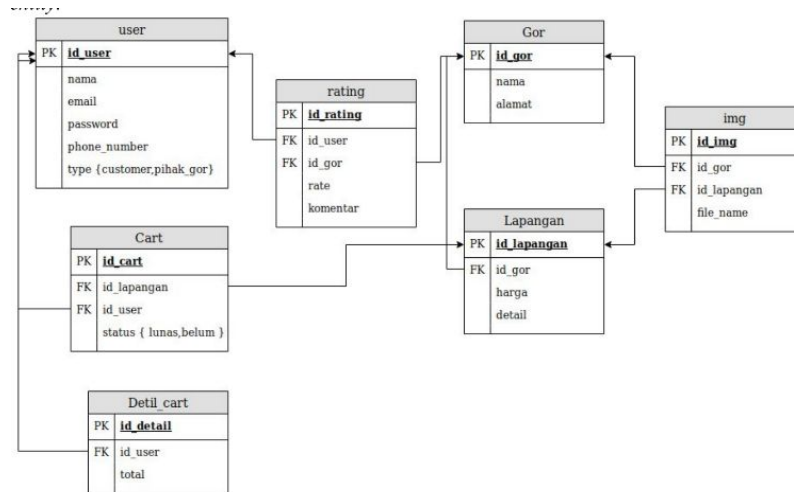 entity.
user
PK id_user
nama
email
password
phone_number
type {customer,pihak_gor}
rating
PK id_rating
FK id_user
FK id_gor
rate
komentar
Gor
PK id_gor
nama
alamat
img
PK id_img
FK id_gor
FK id_lapangan
file_name
Cart
PK id_cart
FK id_lapangan
FK id_user
status { lunas,belum }
Lapangan
PK id_lapangan
FK id_gor
harga
detail
Detil_cart
PK id_detail
FK id_user
total